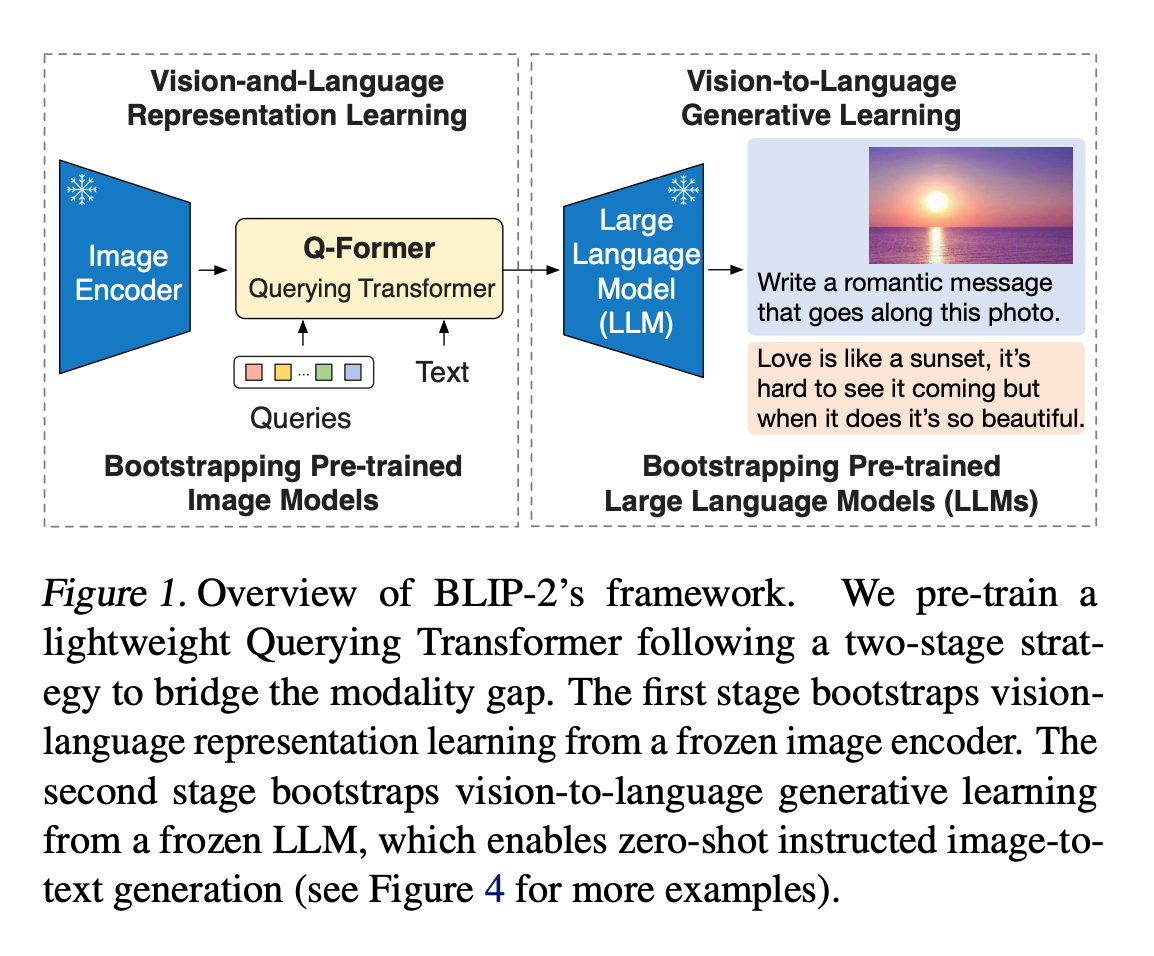 Vision-and-Language
Representation Learning
Image
Encoder
Q-Former
Querying Transformer
...
Queries
Text
Bootstrapping Pre-trained
Image Models
Vision-to-Language
Generative Learning
Large
Language
Model
(LLM)
Write a romantic message
that goes along this photo.
Love is like a sunset, it's
hard to see it coming but
when it does it's so beautiful.
Bootstrapping Pre-trained
Large Language Models (LLMs)
Figure 1. Overview of BLIP-2's framework. We pre-train a
lightweight Querying Transformer following a two-stage strat-
egy to bridge the modality gap. The first stage bootstraps vision-
language representation learning from a frozen image encoder. The
second stage bootstraps vision-to-language generative learning
from a frozen LLM, which enables zero-shot instructed image-to-
text generation (see Figure 4 for more examples).